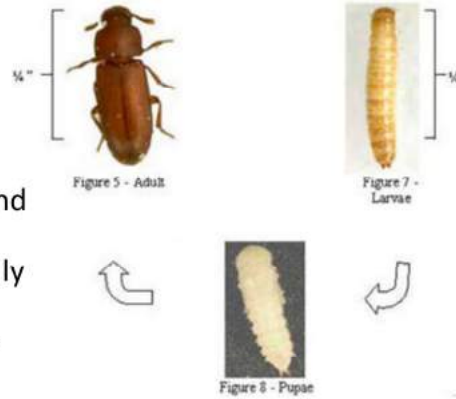 ¼"
Figure 5 - Adult
Figure 7 -
Larvae
nd
ly
Figure 8 - Pupae